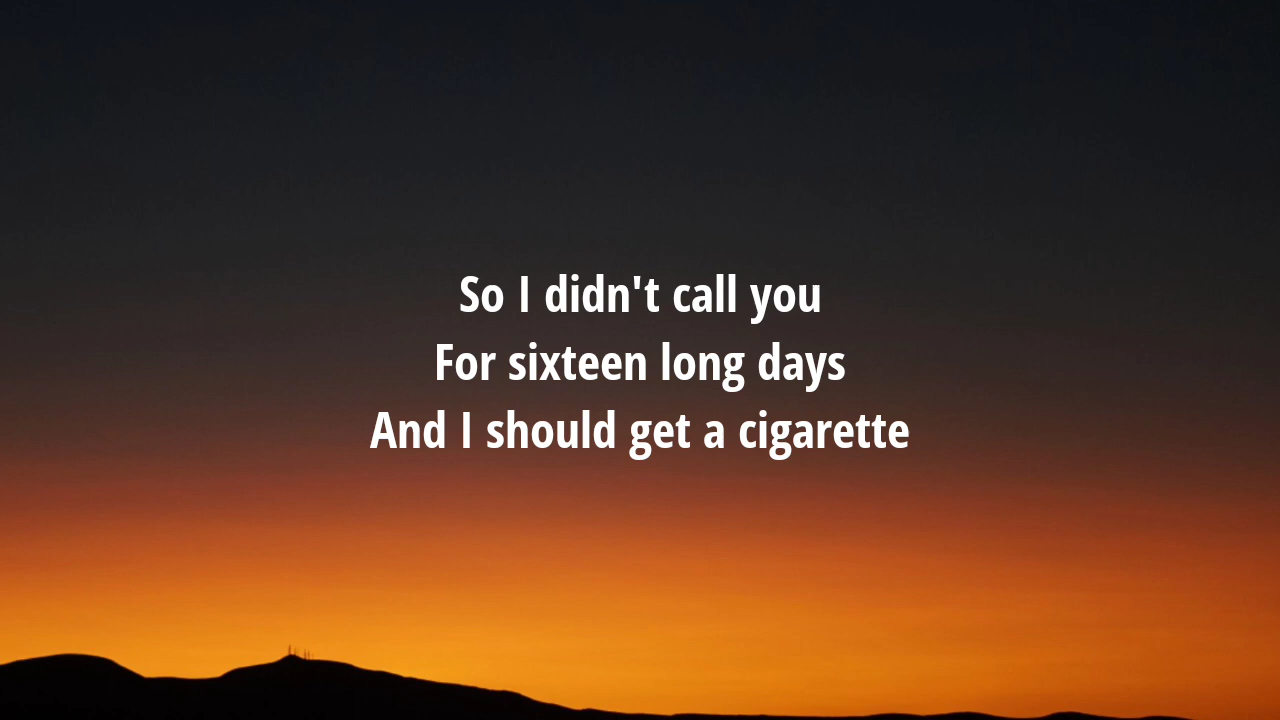 So I didn't call you
For sixteen long days
And I should get a cigarette